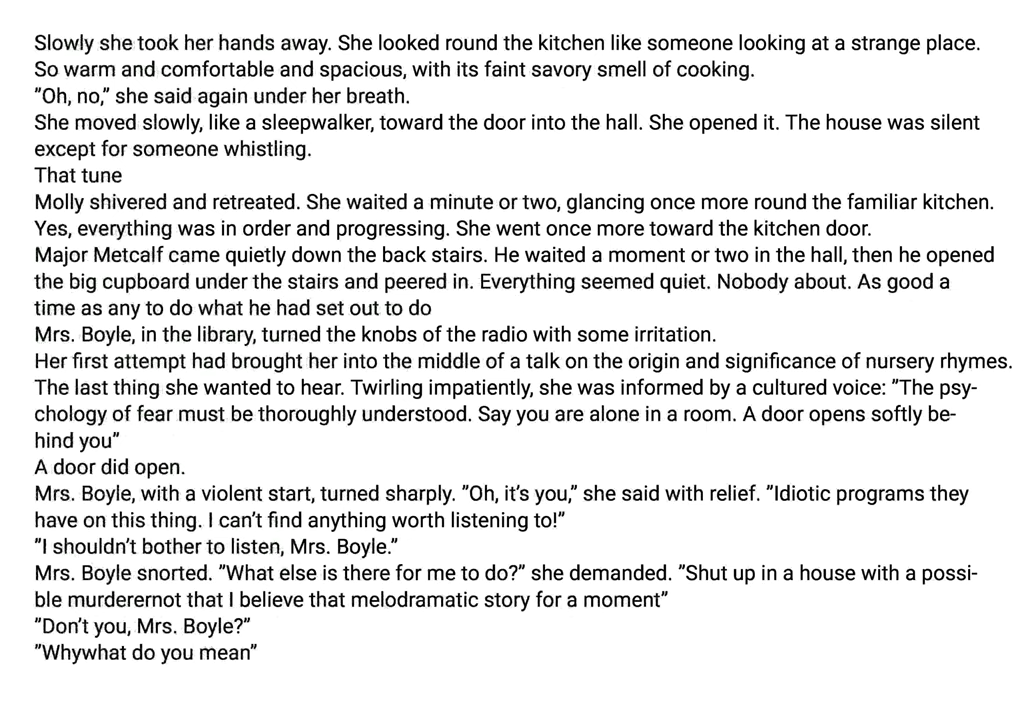 Slowly she took her hands away. She looked round the kitchen like someone looking at a strange place.
So warm and comfortable and spacious, with its faint savory smell of cooking.
"Oh, no," she said again under her breath.
She moved slowly, like a sleepwalker, toward the door into the hall. She opened it. The house was silent
except for someone whistling.
That tune
Molly shivered and retreated. She waited a minute or two, glancing once more round the familiar kitchen.
Yes, everything was in order and progressing. She went once more toward the kitchen door.
Major Metcalf came quietly down the back stairs. He waited a moment or two in the hall, then he opened
the big cupboard under the stairs and peered in. Everything seemed quiet. Nobody about. As good a
time as any to do what he had set out to do
Mrs. Boyle, in the library, turned the knobs of the radio with some irritation.
Her first attempt had brought her into the middle of a talk on the origin and significance of nursery rhymes.
The last thing she wanted to hear. Twirling impatiently, she was informed by a cultured voice: "The psy-
chology of fear must be thoroughly understood. Say you are alone in a room. A door opens softly be-
hind you"
A door did open.
Mrs. Boyle, with a violent start, turned sharply. "Oh, it's you," she said with relief. "Idiotic programs they
have on this thing. I can't find anything worth listening to!"
"I shouldn't bother to listen, Mrs. Boyle."
Mrs. Boyle snorted. "What else is there for me to do?" she demanded. "Shut up in a house with a possi-
ble murderernot that I believe that melodramatic story for a moment"
"Don't you, Mrs. Boyle?"
"Whywhat do you mean"